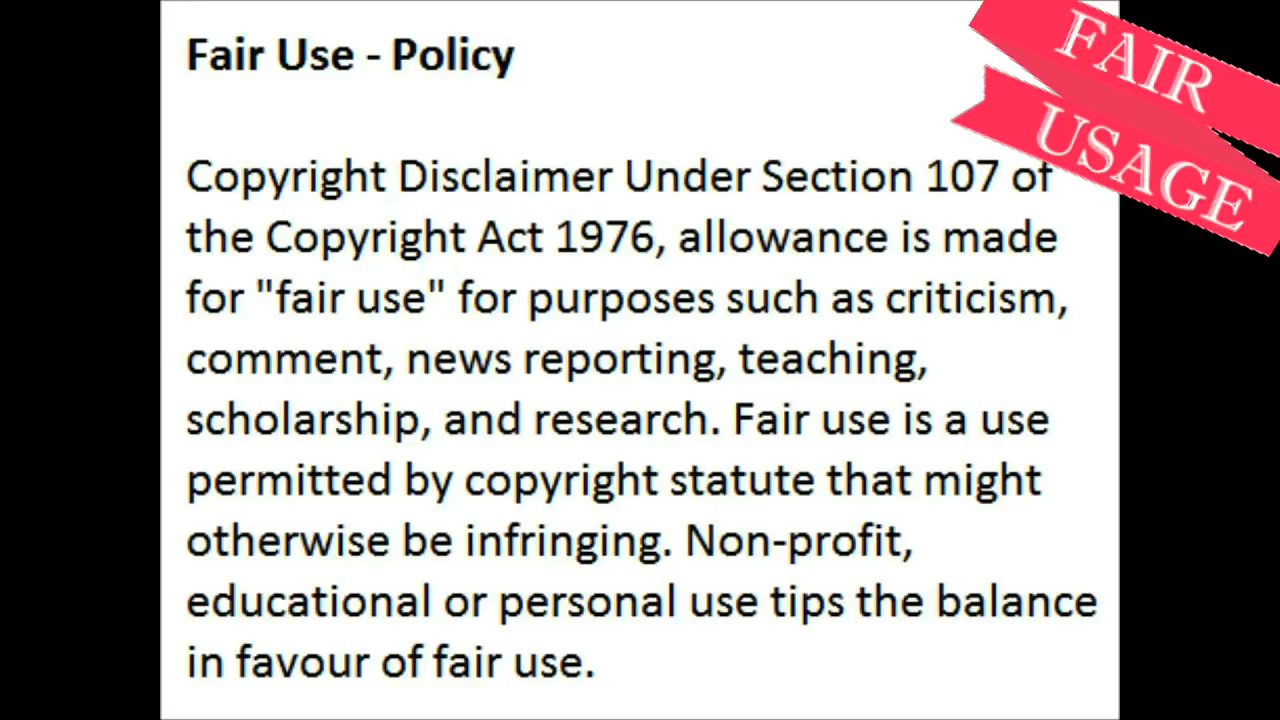 Fair Use - Policy
FAIR
USAGE
Copyright Disclaimer Under Section 107 of
the Copyright Act 1976, allowance is made
for "fair use" for purposes such as criticism,
comment, news reporting, teaching,
scholarship, and research. Fair use is a use
permitted by copyright statute that might
otherwise be infringing. Non-profit,
educational or personal use tips the balance
in favour of fair use.